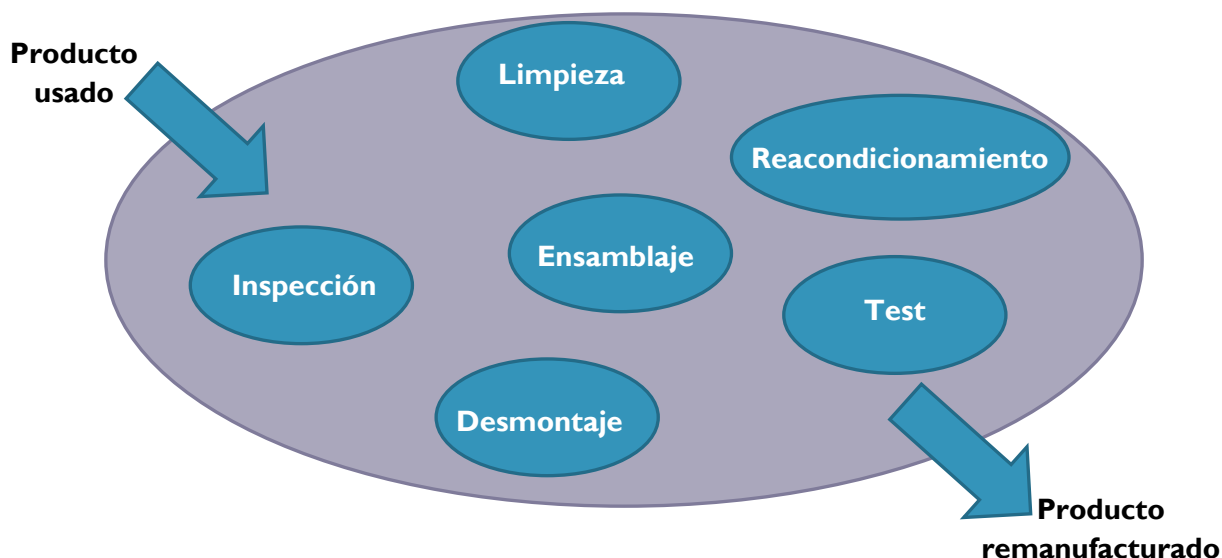 Producto
usado
Limpieza
Reacondicionamiento
Ensamblaje
Inspección
Test
Desmontaje
Producto
remanufacturado